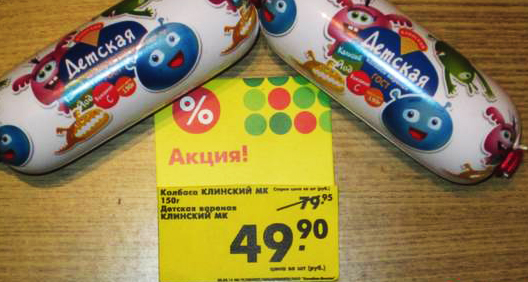 Детская
Детская
ГОСТ
%
Акция!
Колбаса КЛИНСКИЙ МК
150г
Детская вареная
КЛИНСКИЙ МК
Старая цена за шт (руб.)
79.95
49.90
цена за шт (руб.)